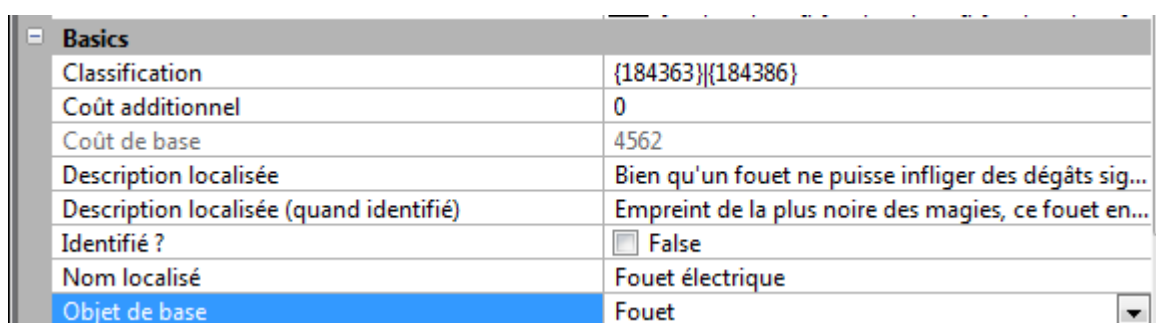 Basics
Classification {184363}|{184386}
Coût additionnel 0
Coût de base 4562
Description localisée Bien qu'un fouet ne puisse infliger des dégâts sig...
Description localisée (quand identifié) Empreint de la plus noire des magies, ce fouet en...
Identifié ? False
Nom localisé Fouet électrique
Objet de base Fouet